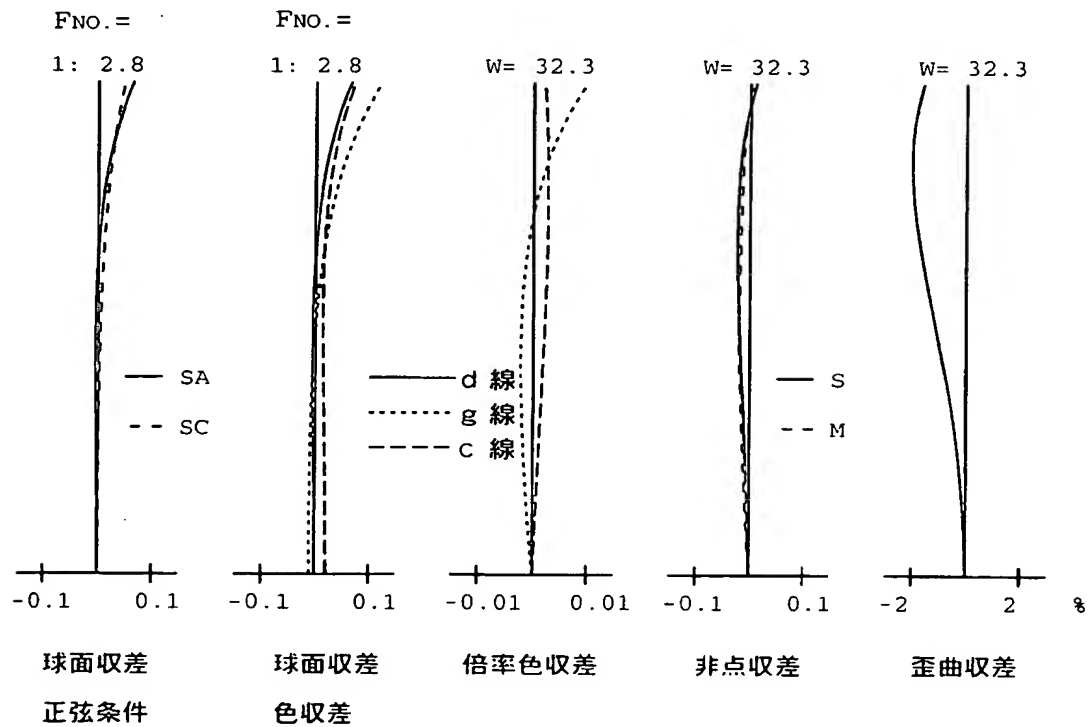 FNO.= FNO.=
1: 2.8 1: 2.8 W= 32.3 W= 32.3 W= 32.3
SA d 線 S
SC g 線 M
c 線
-0.1 0.1 -0.1 0.1 -0.01 0.01 -0.1 0.1 -2 2 %
球面収差 球面収差 倍率色収差 非点収差 歪曲収差
正弦条件 色収差